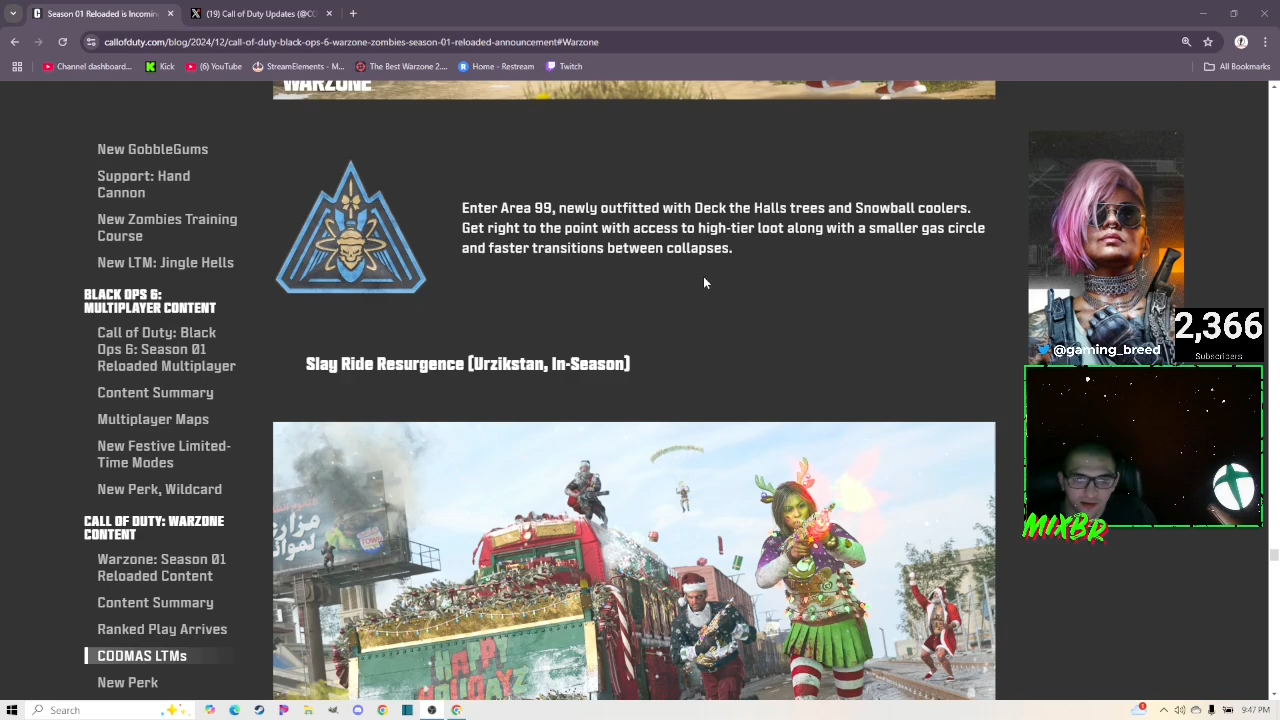 Season 01 Reloaded is Incomin
(19) Call of Duty Updates (@CO
callofduty.com/blog/2024/12/call-of-duty-black-ops-6-warzone-zombies-season-01-reloaded-announcement#Warzone
Channel dashboard...
Kick
(6) YouTube
StreamElements - M...
The Best Warzone 2....
Home - Restream
Twitch
All Bookmarks
WARZONE
New GobbleGums
Support: Hand
Cannon
New Zombies Training
Course
New LTM: Jingle Hells
BLACK OPS 6:
MULTIPLAYER CONTENT
Call of Duty: Black
Ops 6: Season 01
Reloaded Multiplayer
Content Summary
Multiplayer Maps
New Festive Limited-
Time Modes
New Perk, Wildcard
CALL OF DUTY: WARZONE
CONTENT
Warzone: Season 01
Reloaded Content
Content Summary
Ranked Play Arrives
CODMAS LTMs
New Perk
Enter Area 99, newly outfitted with Deck the Halls trees and Snowball coolers.
Get right to the point with access to high-tier loot along with a smaller gas circle
and faster transitions between collapses.
Slay Ride Resurgence (Urzikstan, In-Season)
HAPPY
HOLIDAYZ
@gaming_breed
2,366
Subscribers
MIXBR
Search
9:47 PM